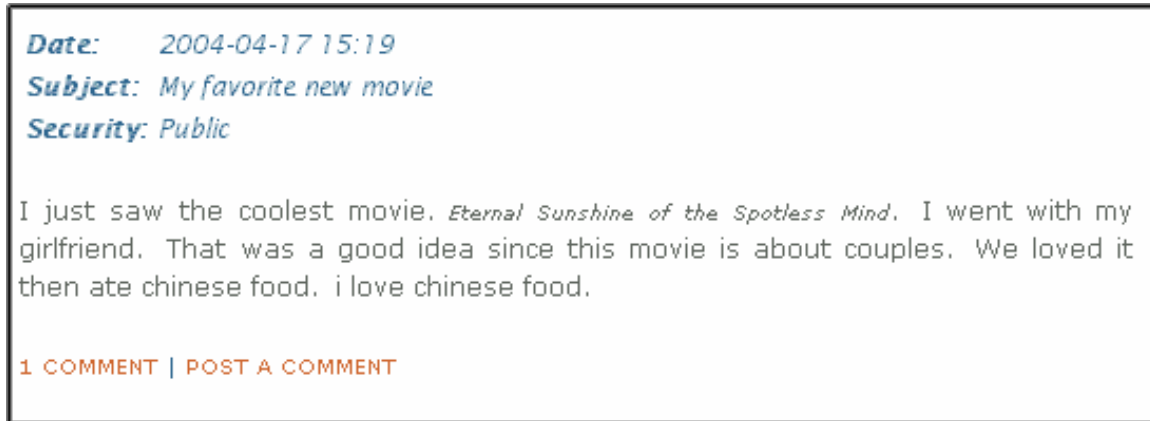 Date: 2004-04-17 15:19
Subject: My favorite new movie
Security: Public
I just saw the coolest movie. Eternal Sunshine of the Spotless Mind. I went with my
girlfriend. That was a good idea since this movie is about couples. We loved it
then ate chinese food. i love chinese food.
1 COMMENT | POST A COMMENT